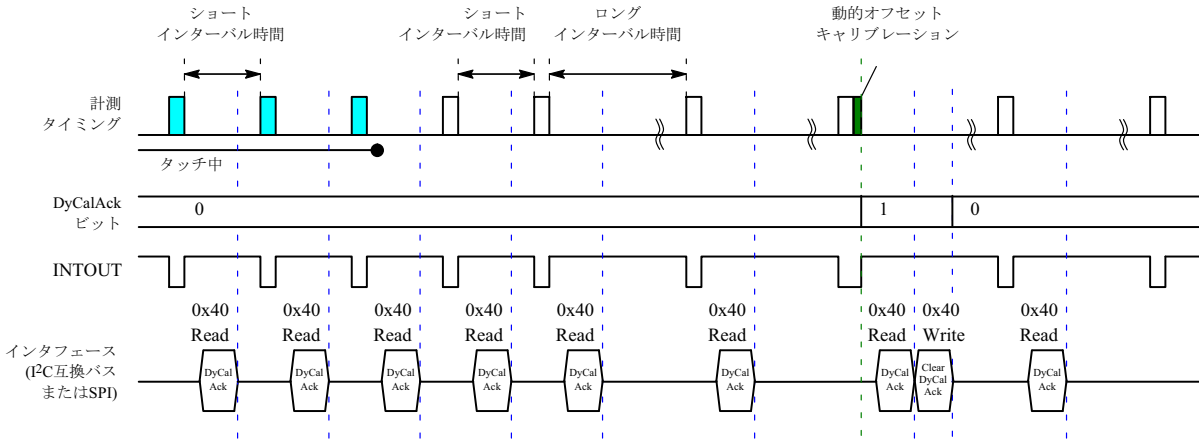 ショート
インターバル時間
ショート
インターバル時間
ロング
インターバル時間
動的オフセット
キャリブレーション
計測
タイミング
タッチ中
DyCalAck
ビット
0
1
0
INTOUT
0x40
Read
0x40
Read
0x40
Read
0x40
Read
0x40
Read
0x40
Read
0x40
Read
0x40
Write
0x40
Read
インタフェース
(I²C互換バス
またはSPI)
DyCal
Ack
DyCal
Ack
DyCal
Ack
DyCal
Ack
DyCal
Ack
DyCal
Ack
DyCal
Ack
Clear
DyCal
Ack
DyCal
Ack